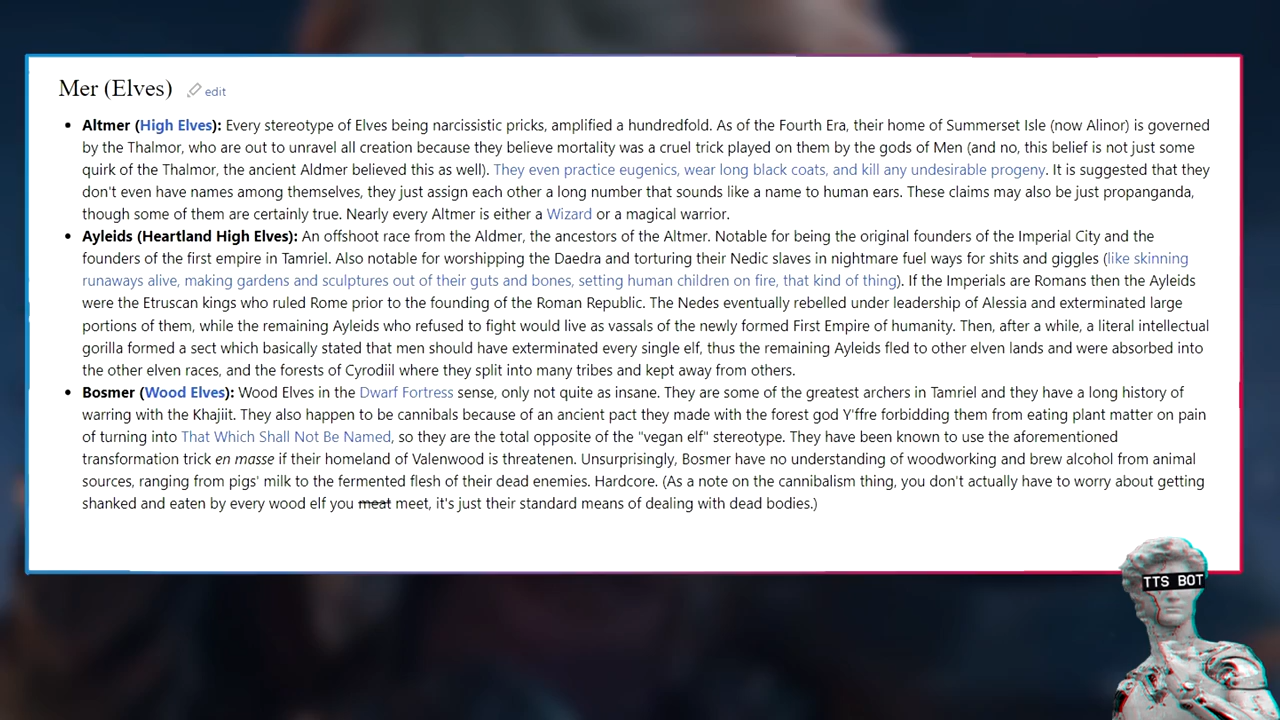 Mer (Elves) edit
Altmer (High Elves): Every stereotype of Elves being narcissistic pricks, amplified a hundredfold. As of the Fourth Era, their home of Summerset Isle (now Alinor) is governed
by the Thalmor, who are out to unravel all creation because they believe mortality was a cruel trick played on them by the gods of Men (and no, this belief is not just some
quirk of the Thalmor, the ancient Aldmer believed this as well). They even practice eugenics, wear long black coats, and kill any undesirable progeny. It is suggested that they
don't even have names among themselves, they just assign each other a long number that sounds like a name to human ears. These claims may also be just propganda,
though some of them are certainly true. Nearly every Altmer is either a Wizard or a magical warrior.
Ayleids (Heartland High Elves): An offshoot race from the Aldmer, the ancestors of the Altmer. Notable for being the original founders of the Imperial City and the
founders of the first empire in Tamriel. Also notable for worshipping the Daedra and torturing their Nedic slaves in nightmare fuel ways for shits and giggles (like skinning
runaways alive, making gardens and sculptures out of their guts and bones, setting human children on fire, that kind of thing). If the Imperials are Romans then the Ayleids
were the Etruscan kings who ruled Rome prior to the founding of the Roman Republic. The Nedes eventually rebelled under leadership of Alessia and exterminated large
portions of them, while the remaining Ayleids who refused to fight would live as vassals of the newly formed First Empire of humanity. Then, after a while, a literal intellectual
gorilla formed a sect which basically stated that men should have exterminated every single elf, thus the remaining Ayleids fled to other elven lands and were absorbed into
the other elven races, and the forests of Cyrodiil where they split into many tribes and kept away from others.
Bosmer (Wood Elves): Wood Elves in the Dwarf Fortress sense, only not quite as insane. They are some of the greatest archers in Tamriel and they have a long history of
warring with the Khajiit. They also happen to be cannibals because of an ancient pact they made with the forest god Y'ffre forbidding them from eating plant matter on pain
of turning into That Which Shall Not Be Named, so they are the total opposite of the "vegan elf" stereotype. They have been known to use the aforementioned
transformation trick en masse if their homeland of Valenwood is threatenen. Unsurprisingly, Bosmer have no understanding of woodworking and brew alcohol from animal
sources, ranging from pigs' milk to the fermented flesh of their dead enemies. Hardcore. (As a note on the cannibalism thing, you don't actually have to worry about getting
shanked and eaten by every wood elf you meat meet, it's just their standard means of dealing with dead bodies.)
TTS BOT